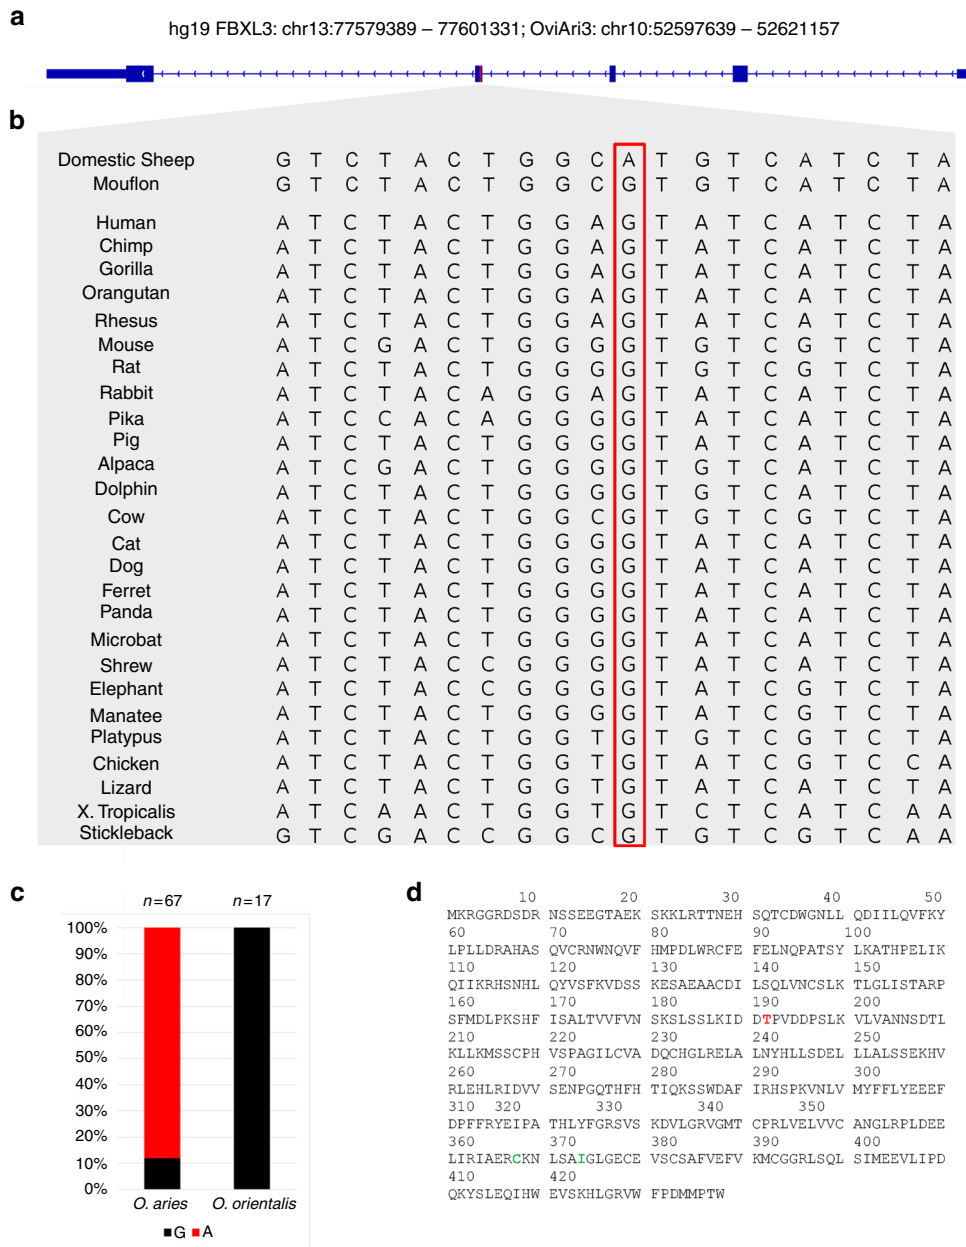 a
hg19 FBXL3: chr13:77579389 – 77601331; OviAri3: chr10:52597639 – 52621157
b
Domestic Sheep G T C T A C T G G C A T G T C A T C T A
Mouflon G T C T A C T G G C G T G T C A T C T A
Human A T C T A C T G G A G T A T C A T C T A
Chimp A T C T A C T G G A G T A T C A T C T A
Gorilla A T C T A C T G G A G T A T C A T C T A
Orangutan A T C T A C T G G A G T A T C A T C T A
Rhesus A T C T A C T G G A G T A T C A T C T A
Mouse A T C G A C T G G G G T G T C G T C T A
Rat A T C T A C T G G G G T G T C G T C T A
Rabbit A T C T A C A G G A G T A T C A T C T A
Pika A T C C A C A G G G G T A T C A T C T A
Pig A T C T A C T G G G G T A T C A T C T A
Alpaca A T C G A C T G G G G T G T C A T C T A
Dolphin A T C T A C T G G G G T G T C A T C T A
Cow A T C T A C T G G C G T G T C G T C T A
Cat A T C T A C T G G G G T A T C A T C T A
Dog A T C T A C T G G G G T A T C A T C T A
Ferret A T C T A C T G G G G T A T C A T C T A
Panda A T C T A C T G G G G T A T C A T C T A
Microbat A T C T A C T G G G G T A T C A T C T A
Shrew A T C T A C C G G G G T A T C A T C T A
Elephant A T C T A C C G G G G T A T C G T C T A
Manatee A T C T A C T G G G G T A T C G T C T A
Platypus A T C T A C T G G T G T G T C G T C T A
Chicken A T C T A C T G G T G T A T C G T C C A
Lizard A T C T A C T G G T G T A T C A T C T A
X. Tropicalis A T C A A C T G G T G T C T C A T C A A
Stickleback G T C G A C C G G C G T G T C G T C A A
c
n=67 n=17
100%
90%
80%
70%
60%
50%
40%
30%
20%
10%
0%
O. aries O. orientalis
G A
d
10 20 30 40 50
MKRGGRDSDR NSSEEGTAEK SKKLRTTNEH SQTCDWGNLL QDIILQVFKY
60 70 80 90 100
LPLLDRAHAS QVCRNWNQVF HMPDLWRCFE FELNQPATSY LKATHPELIK
110 120 130 140 150
QIIKRHSNHL QYVSFKVDSS KESAEAACDI LSQLVNCSLK TLGLISTARP
160 170 180 190 200
SFMDLPKSHF ISALTVVFVN SKSLSSLKID DTPVDDPSLK VLVANNSDTL
210 220 230 240 250
KLLKMSSCPH VSPAGILCVA DQCHGLRELA LNYHLLSDEL LLALSSEKHV
260 270 280 290 300
RLEHLRIDVV SENPGQTHFH TIQKSSWDAF IRHSPKVNLV MYFFLYEEEF
310 320 330 340 350
DPFFRYEIPA THLYFGRSVS KDVLGRVGMT CPRLVELVVC ANGLRPLDEE
360 370 380 390 400
LIRIAERCKN LSAIGLGECE VSCSAFVEFV KMCGGRLSQL SIMEEVLIPD
410 420
QKYSLEQIHW EVSKHLGRVW FPDMMPTW